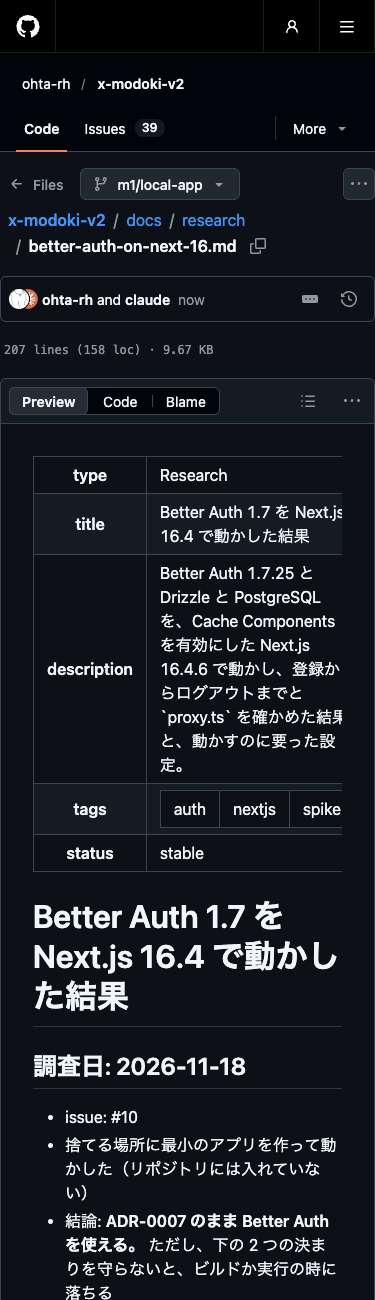 ohta-rh / x-modoki-v2
Code Issues 39 More
Files m1/local-app
x-modoki-v2 / docs / research
/ better-auth-on-next-16.md
ohta-rh and claude now
207 lines (158 loc) · 9.67 KB
Preview Code Blame
type Research
title Better Auth 1.7 を Next.js
16.4 で動かした結果
description Better Auth 1.7.25 と
Drizzle と PostgreSQL
を、Cache Components
を有効にした Next.js
16.4.6 で動かし、登録か
らログアウトまでと
`proxy.ts` を確かめた結果
と、動かすのに要った設
定。
tags auth nextjs spike
status stable
Better Auth 1.7 を
Next.js 16.4 で動かし
た結果
調査日: 2026-11-18
• issue: #10
• 捨てる場所に最小のアプリを作って動
かした（リポジトリには入れていな
い）
• 結論: ADR-0007 のまま Better Auth
を使える。 ただし、下の 2 つの決ま
りを守らないと、ビルドか実行の時に
落ちる